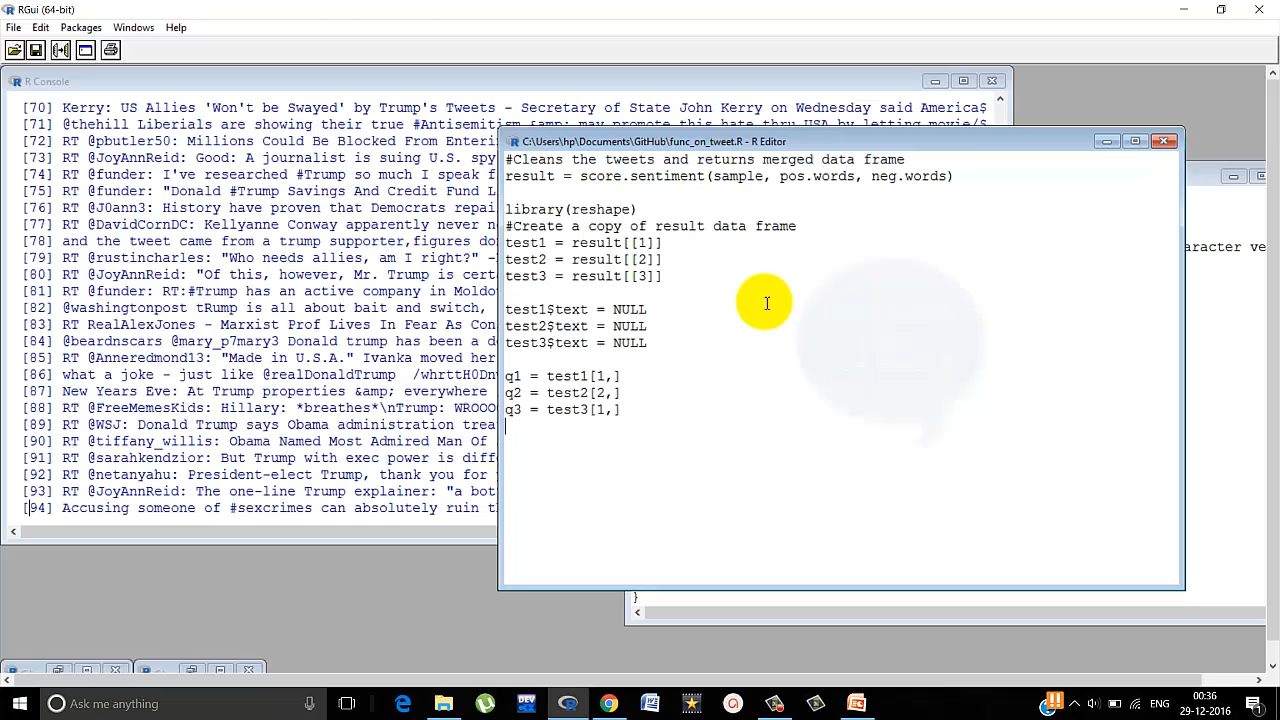 RGui (64-bit)
File Edit Packages Windows Help
R Console
[70] Kerry: US Allies 'Won't be Swayed' by Trump's Tweets - Secretary of State John Kerry on Wednesday said America$
[71] @thehill Liberials are showing their true #Antisemitism &amp; may promote this hate thru USA by letting movie/$
[72] RT @pbutler50: Millions Could Be Blocked From Enteri
[73] RT @JoyAnnReid: Good: A journalist is suing U.S. spy
[74] RT @funder: I've researched #Trump so much I speak f
[75] RT @funder: "Donald #Trump Savings And Credit Fund L
[76] RT @J0ann3: History have proven that Democrats repai
[77] RT @DavidCornDC: Kellyanne Conway apparently never n
[78] and the tweet came from a trump supporter,figures do
[79] RT @rustincharles: "Who needs allies, am I right?" -
[80] RT @JoyAnnReid: "Of this, however, Mr. Trump is cert
[81] RT @funder: RT:#Trump has an active company in Moldo
[82] @washingtonpost tRump is all about bait and switch,
[83] RT RealAlexJones - Marxist Prof Lives In Fear As Con
[84] @beardnscars @mary_p7mary3 Donald trump has been a d
[85] RT @Anneredmond13: "Made in U.S.A." Ivanka moved her
[86] what a joke - just like @realDonaldTrump /whrttH0Dn
[87] New Years Eve: At Trump properties &amp; everywhere
[88] RT @FreeMemesKids: Hillary: *breathes*\nTrump: WROOO
[89] RT @WSJ: Donald Trump says Obama administration trea
[90] RT @tiffany_willis: Obama Named Most Admired Man Of
[91] RT @sarahkendzior: But Trump with exec power is diff
[92] RT @netanyahu: President-elect Trump, thank you for
[93] RT @JoyAnnReid: The one-line Trump explainer: "a bot
[94] Accusing someone of #sexcrimes can absolutely ruin t
C:\Users\hp\Documents\GitHub\func_on_tweet.R - R Editor
#Cleans the tweets and returns merged data frame
result = score.sentiment(sample, pos.words, neg.words)
library(reshape)
#Create a copy of result data frame
test1 = result[[1]]
test2 = result[[2]]
test3 = result[[3]]
test1$text = NULL
test2$text = NULL
test3$text = NULL
q1 = test1[1,]
q2 = test2[2,]
q3 = test3[1,]
aracter ve
}
Ask me anything
ENG
00:36
29-12-2016